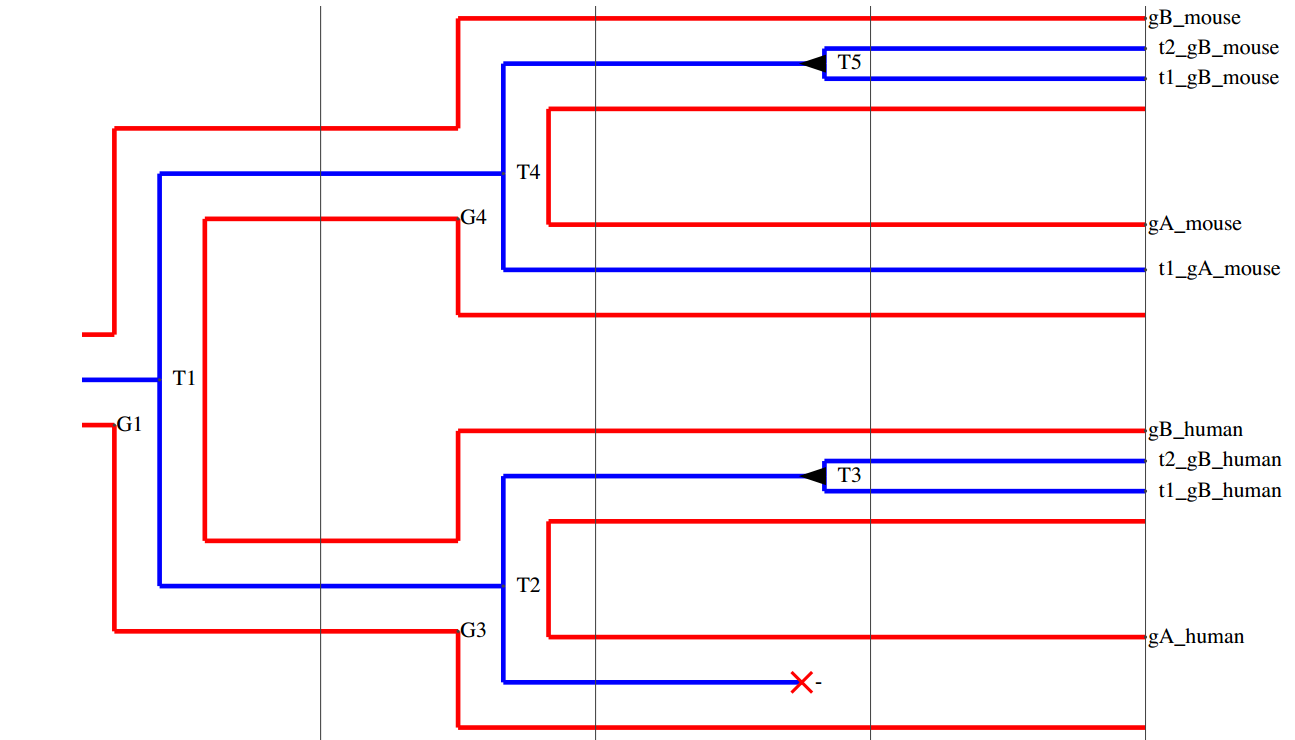 gB_mouse
t2_gB_mouse
T5
t1_gB_mouse
T4
G4
gA_mouse
t1_gA_mouse
T1
G1
gB_human
t2_gB_human
T3
t1_gB_human
T2
G3
gA_human
-